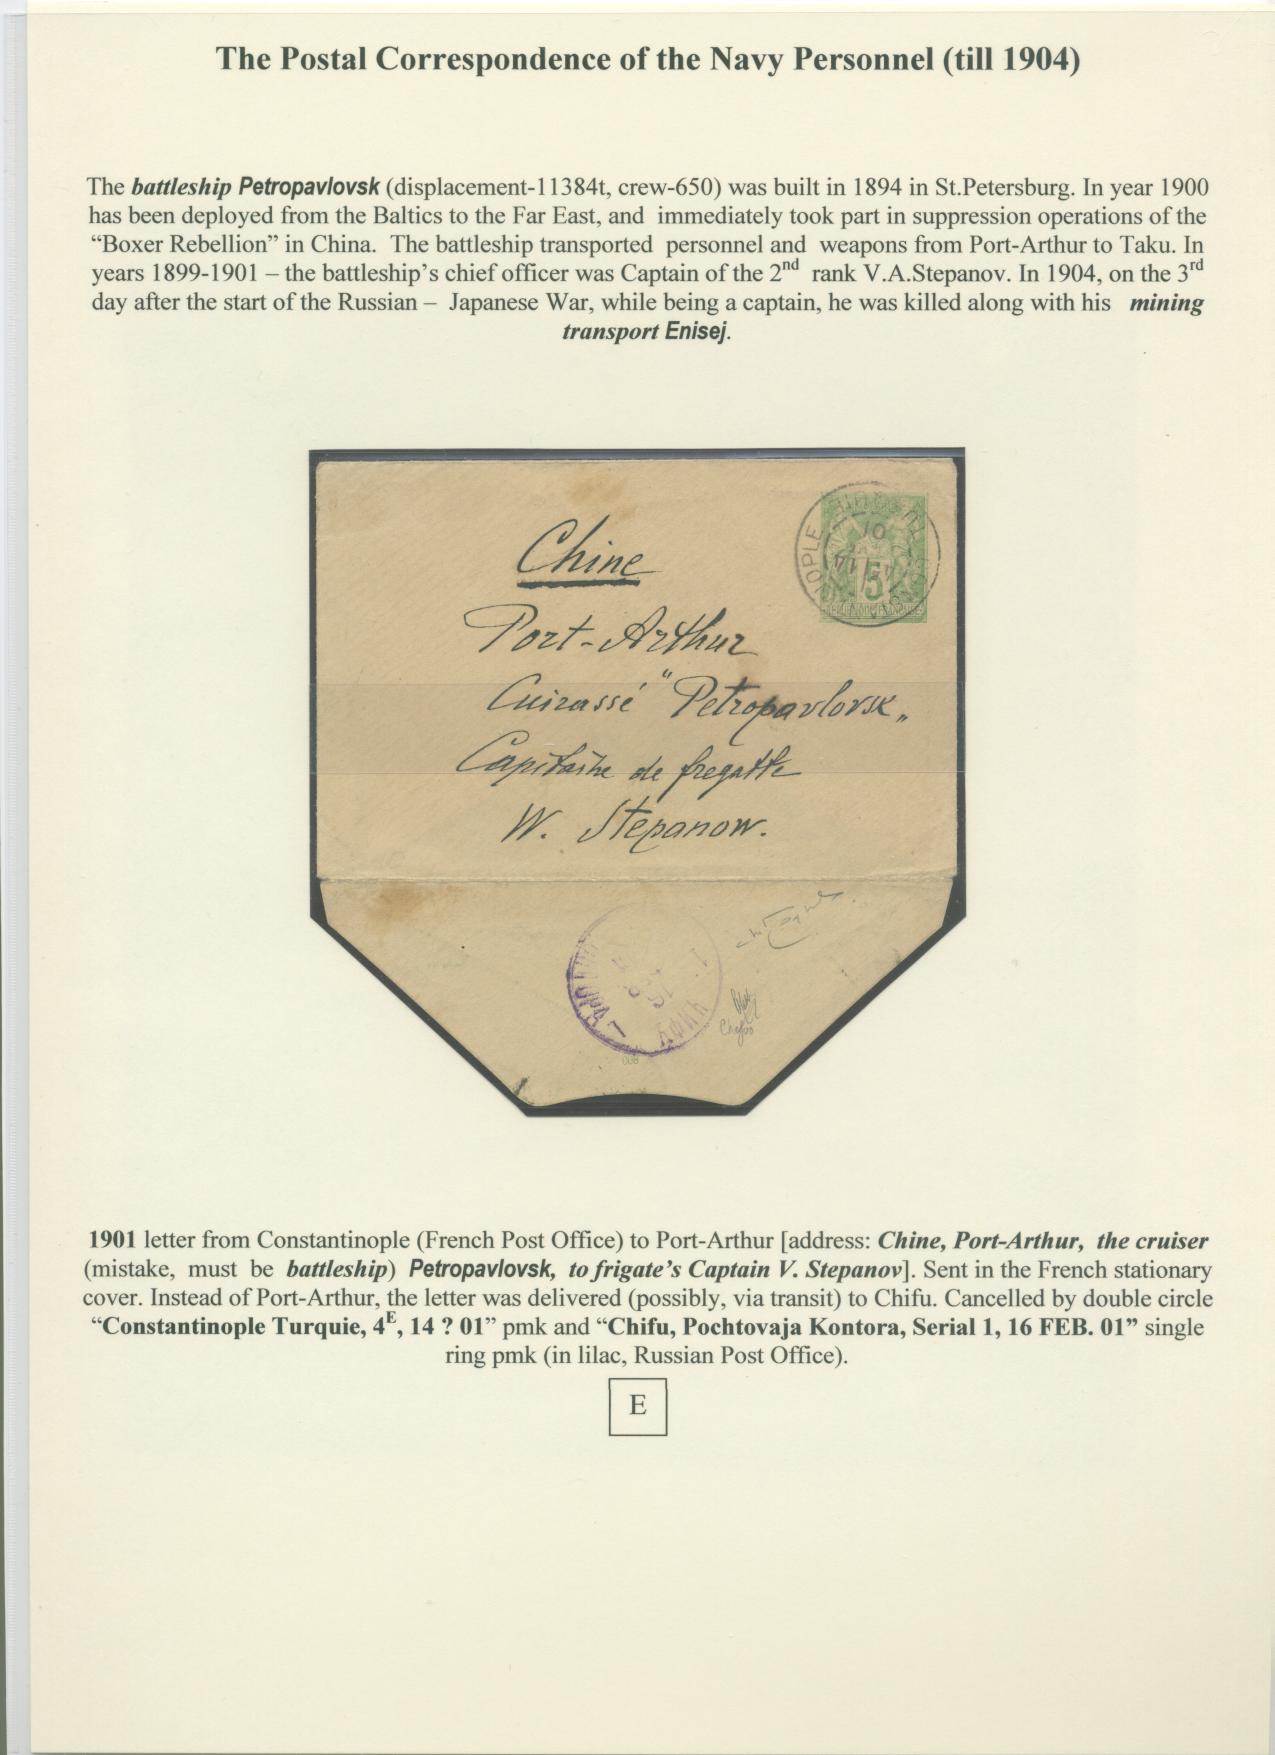 The Postal Correspondence of the Navy Personnel (till 1904)
The battleship Petropavlovsk (displacement-11384t, crew-650) was built in 1894 in St.Petersburg. In year 1900
has been deployed from the Baltics to the Far East, and immediately took part in suppression operations of the
“Boxer Rebellion” in China. The battleship transported personnel and weapons from Port-Arthur to Taku. In
years 1899-1901 – the battleship’s chief officer was Captain of the 2nd rank V.A.Stepanov. In 1904, on the 3rd
day after the start of the Russian – Japanese War, while being a captain, he was killed along with his mining
transport Enisej.
Chine
Port-Arthur
Cuirassé "Petropavlovsk„
Capitaine de fregatte
W. Stepanow.
5
01
Chefoo
008
1901 letter from Constantinople (French Post Office) to Port-Arthur [address: Chine, Port-Arthur, the cruiser
(mistake, must be battleship) Petropavlovsk, to frigate’s Captain V. Stepanov]. Sent in the French stationary
cover. Instead of Port-Arthur, the letter was delivered (possibly, via transit) to Chifu. Cancelled by double circle
“Constantinople Turquie, 4E, 14 ? 01” pmk and “Chifu, Pochtovaja Kontora, Serial 1, 16 FEB. 01” single
ring pmk (in lilac, Russian Post Office).
E